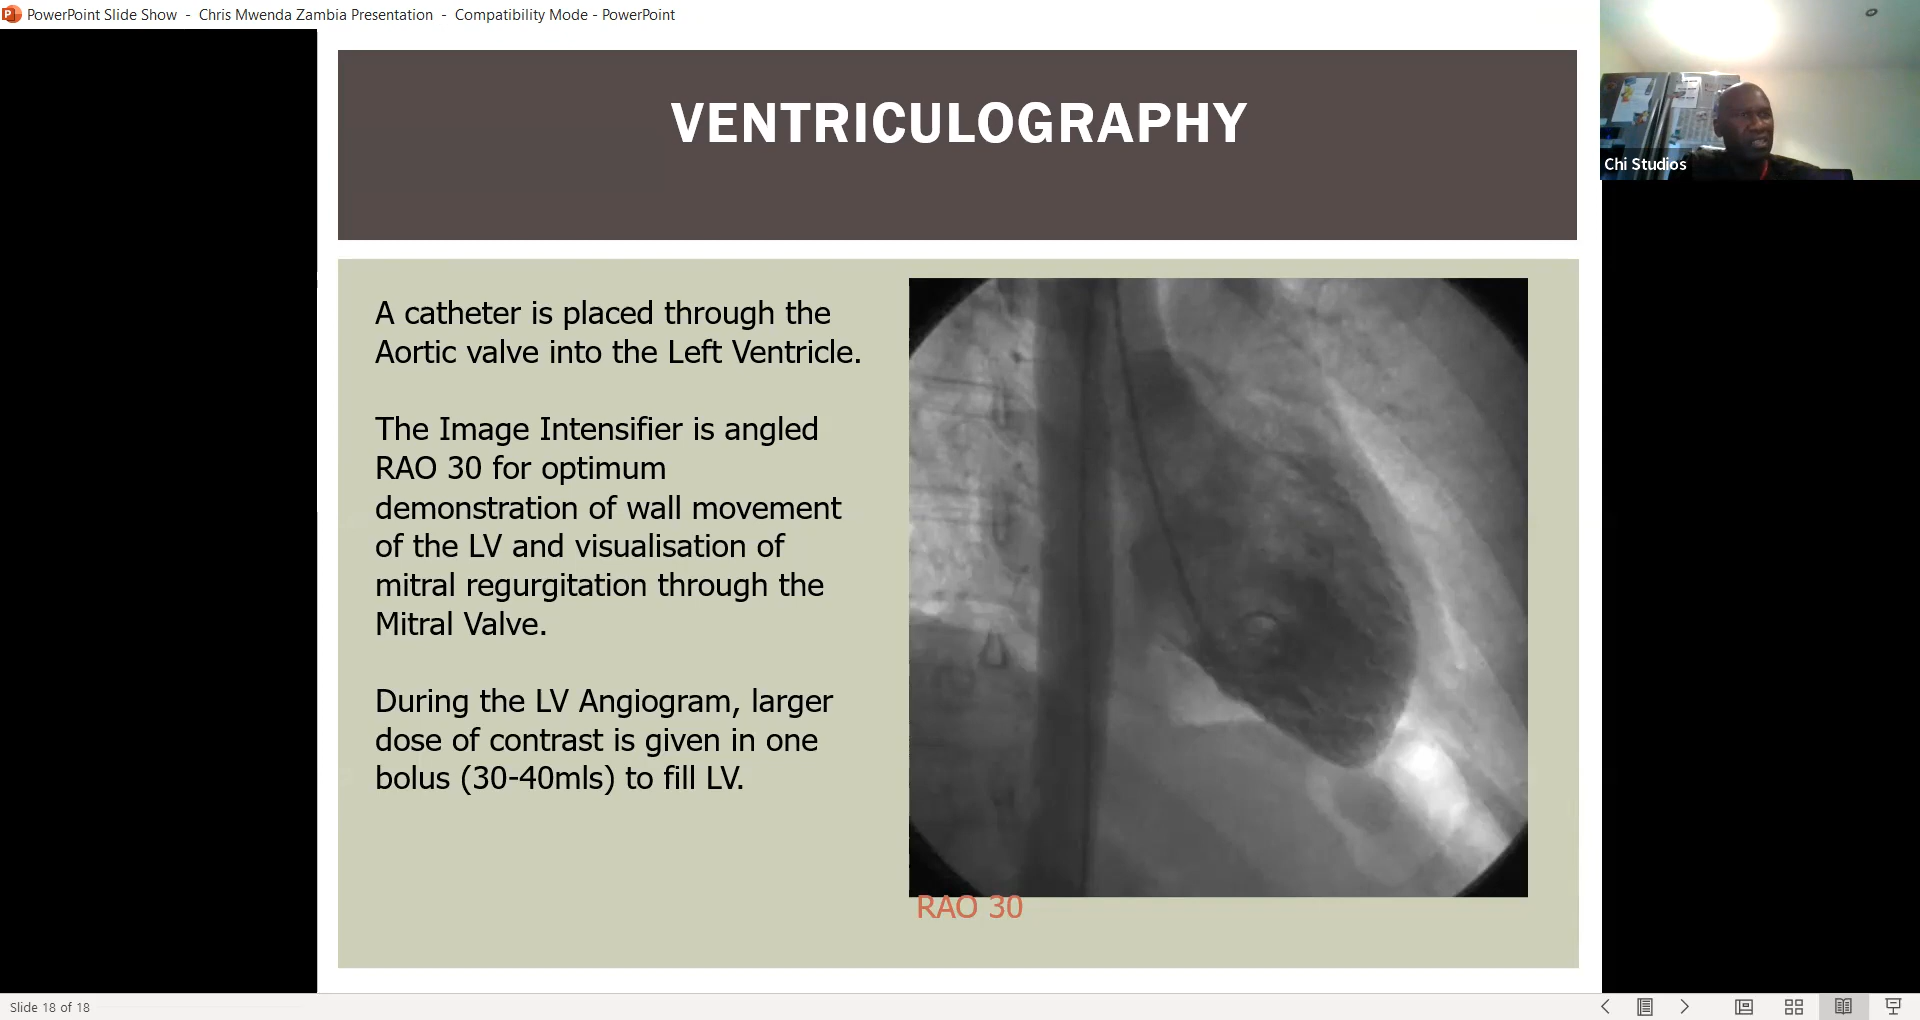 PowerPoint Slide Show - Chris Mwenda Zambia Presentation - Compatibility Mode - PowerPoint
VENTRICULOGRAPHY
Chi Studios
A catheter is placed through the
Aortic valve into the Left Ventricle.
The Image Intensifier is angled
RAO 30 for optimum
demonstration of wall movement
of the LV and visualisation of
mitral regurgitation through the
Mitral Valve.
During the LV Angiogram, larger
dose of contrast is given in one
bolus (30-40mls) to fill LV.
RAO 30
Slide 18 of 18